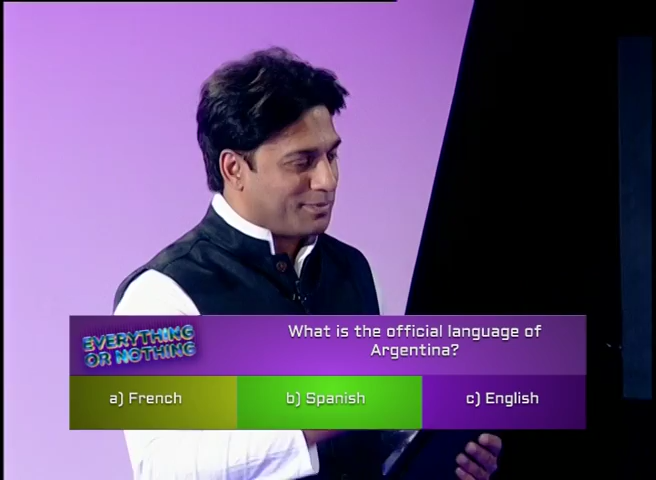 EVERYTHING
OR NOTHING
What is the official language of
Argentina?
a) French
b) Spanish
c) English